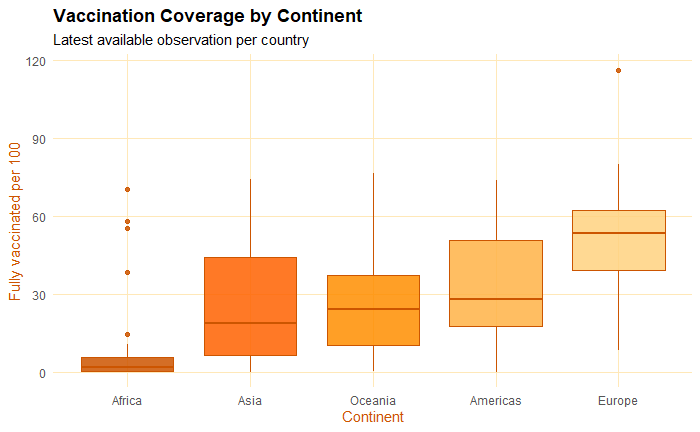 Vaccination Coverage by Continent
Latest available observation per country
Fully vaccinated per 100
120
90
60
30
0
Africa
Asia
Oceania
Americas
Europe
Continent